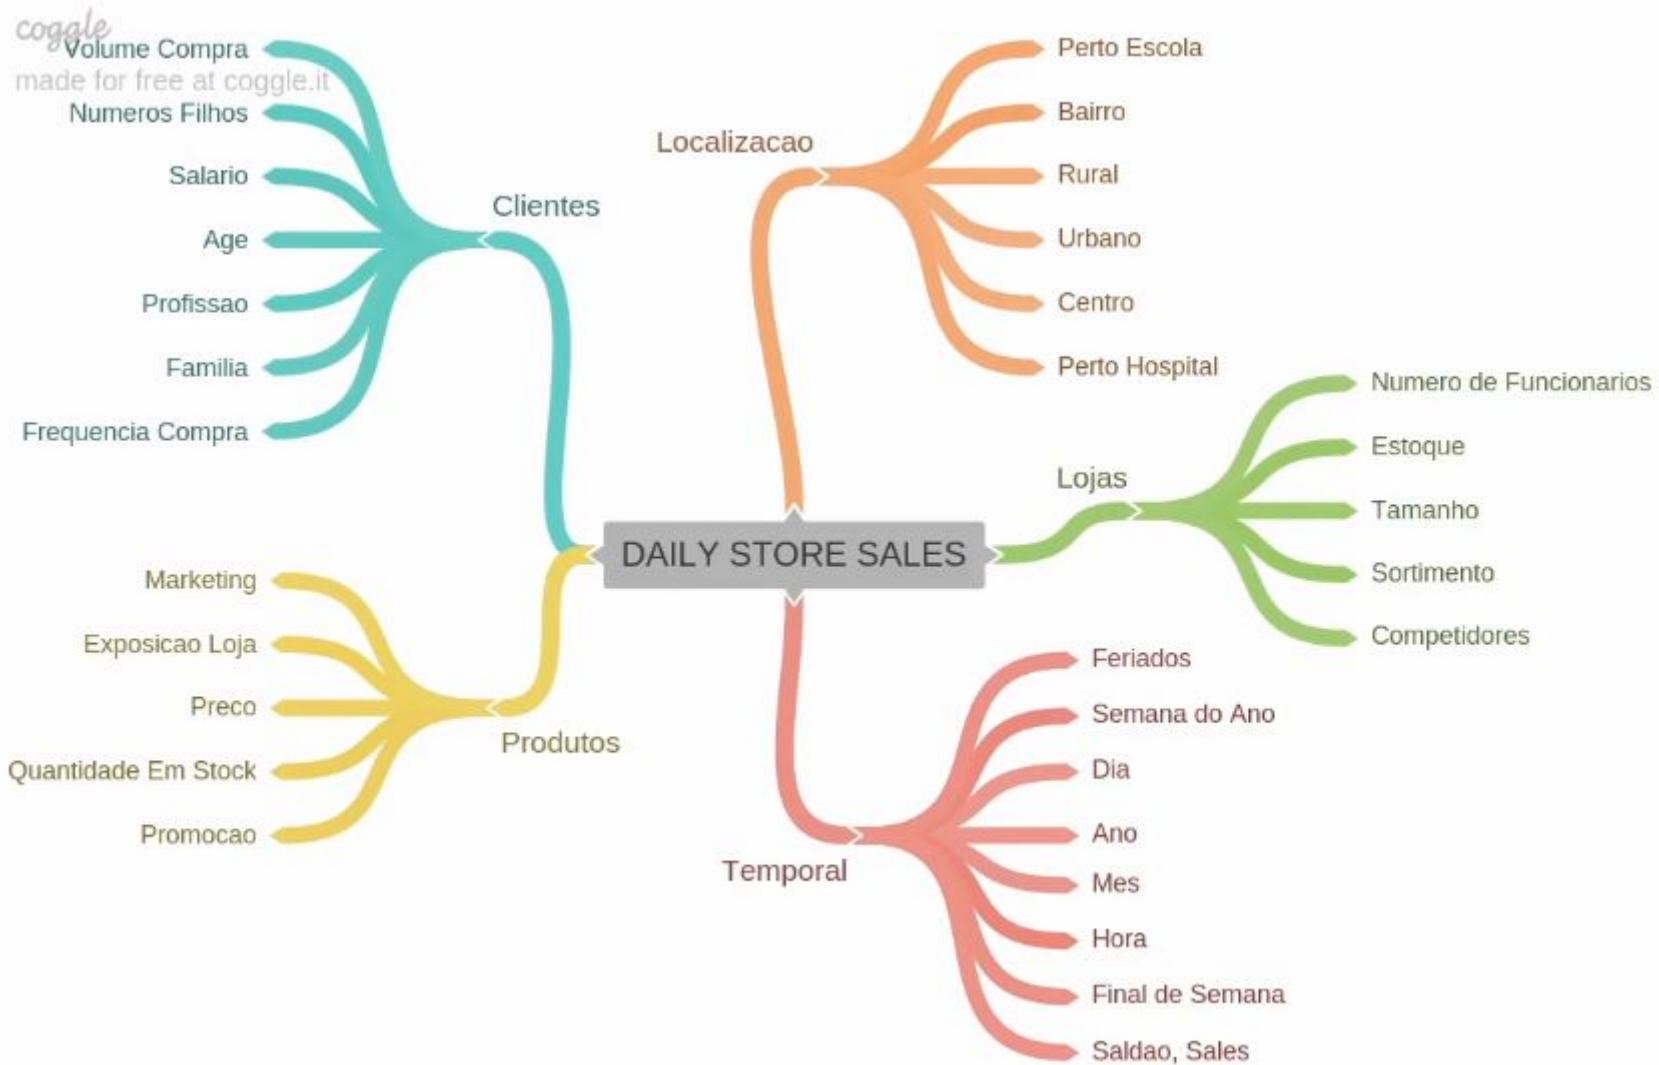 coggle
made for free at coggle.it
Volume Compra
Numeros Filhos
Salario
Age
Profissao
Familia
Frequencia Compra
Clientes
Localizacao
Perto Escola
Bairro
Rural
Urbano
Centro
Perto Hospital
DAILY STORE SALES
Lojas
Numero de Funcionarios
Estoque
Tamanho
Sortimento
Competidores
Marketing
Exposicao Loja
Preco
Quantidade Em Stock
Promocao
Produtos
Temporal
Feriados
Semana do Ano
Dia
Ano
Mes
Hora
Final de Semana
Saldao, Sales